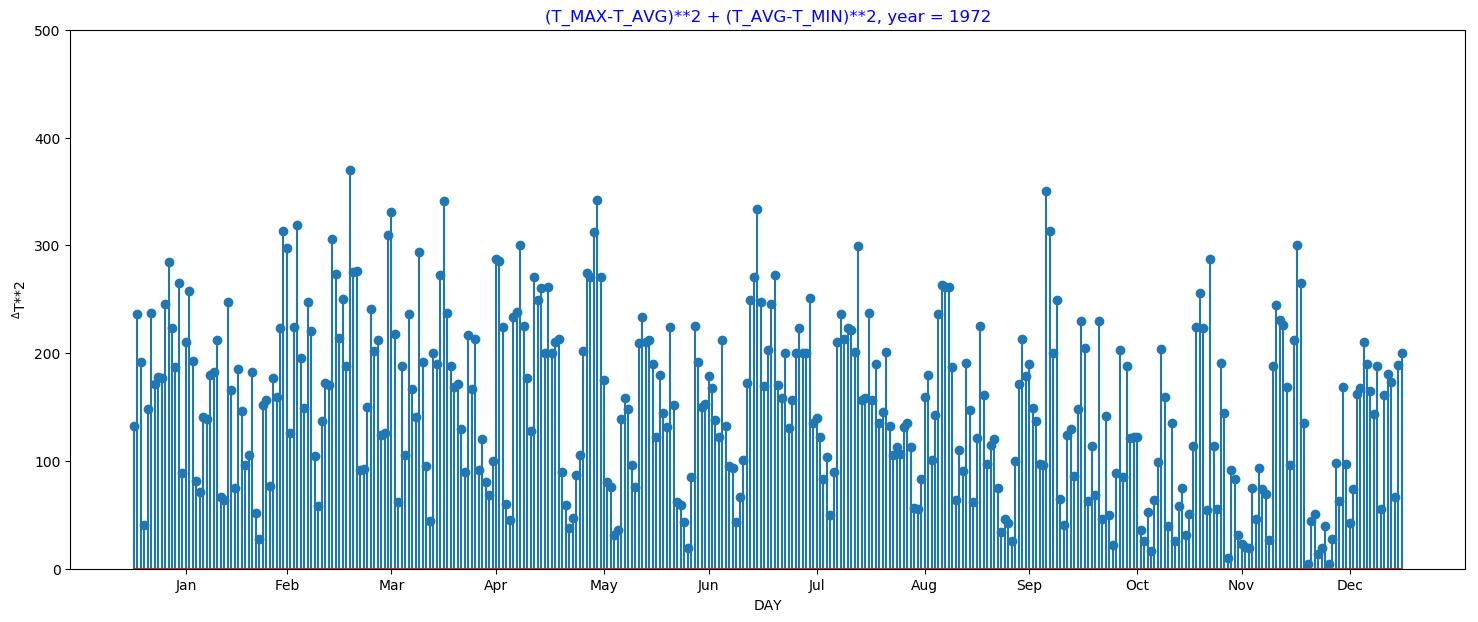 (T_MAX-T_AVG)**2 + (T_AVG-T_MIN)**2, year = 1972
500
400
300
200
100
0
ΔT**2
Jan Feb Mar Apr May Jun Jul Aug Sep Oct Nov Dec
DAY